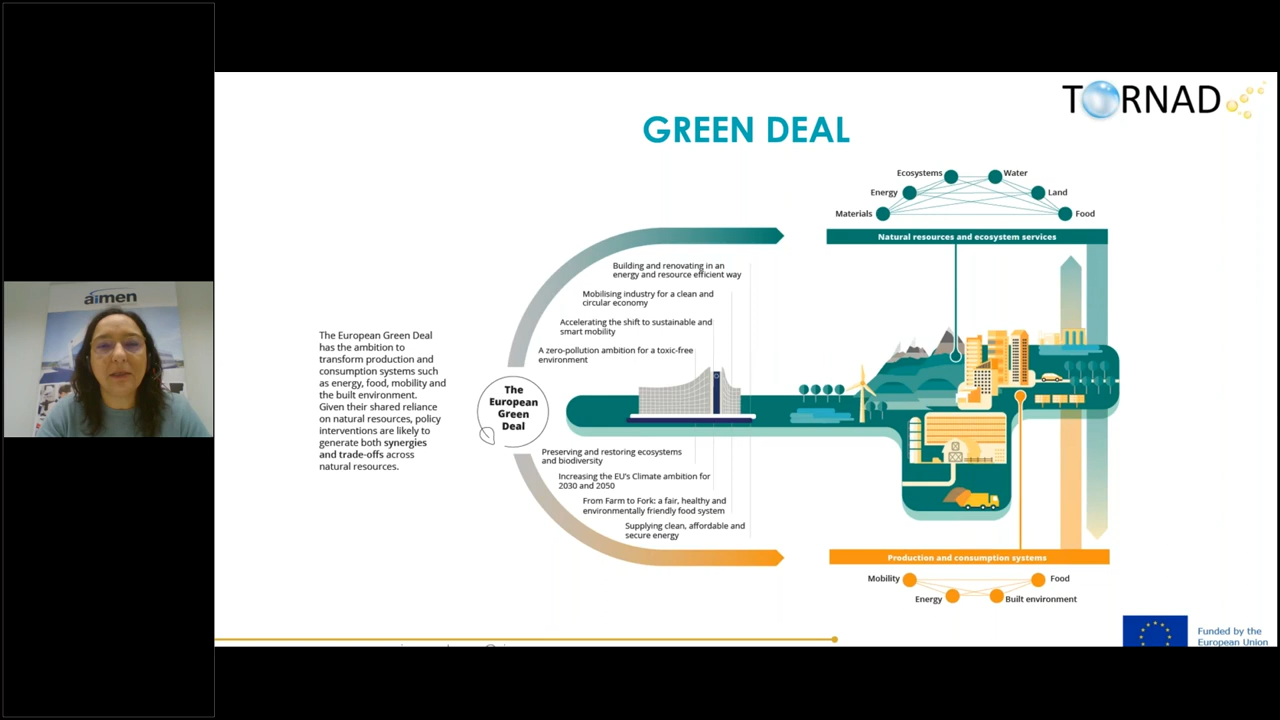 aimen
TORNAD
GREEN DEAL
Ecosystems
Water
Energy
Land
Materials
Food
Natural resources and ecosystem services
Building and renovating in an
energy and resource efficient way
Mobilising industry for a clean and
circular economy
Accelerating the shift to sustainable and
smart mobility
A zero-pollution ambition for a toxic-free
environment
The European Green Deal
has the ambition to
transform production and
consumption systems such
as energy, food, mobility and
the built environment.
Given their shared reliance
on natural resources, policy
interventions are likely to
generate both synergies
and trade-offs across
natural resources.
The
European
Green
Deal
Preserving and restoring ecosystems
and biodiversity
Increasing the EU's Climate ambition for
2030 and 2050
From Farm to Fork: a fair, healthy and
environmentally friendly food system
Supplying clean, affordable and
secure energy
Production and consumption systems
Mobility
Food
Energy
Built environment
Funded by the
European Union